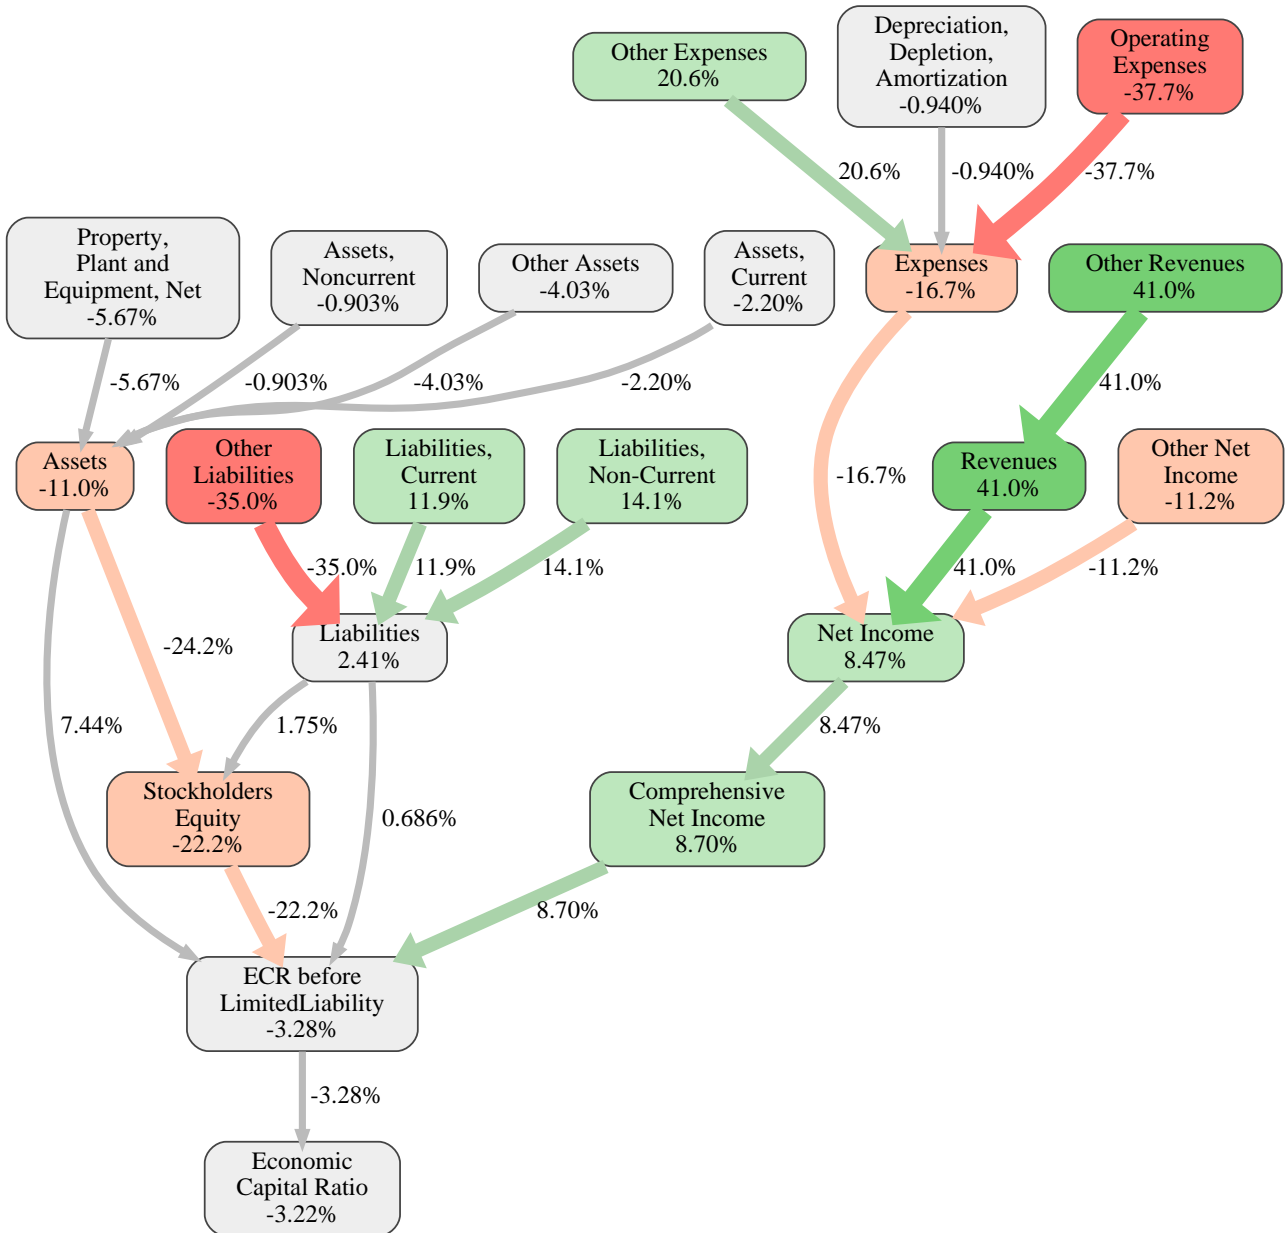 Other Expenses
20.6%
Depreciation,
Depletion,
Amortization
-0.940%
Operating
Expenses
-37.7%
20.6%
-0.940%
-37.7%
Property,
Plant and
Equipment, Net
-5.67%
Assets,
Noncurrent
-0.903%
Other Assets
-4.03%
Assets,
Current
-2.20%
Expenses
-16.7%
Other Revenues
41.0%
-5.67%
-0.903%
-4.03%
-2.20%
41.0%
Assets
-11.0%
Other
Liabilities
-35.0%
Liabilities,
Current
11.9%
Liabilities,
Non-Current
14.1%
-16.7%
Revenues
41.0%
Other Net
Income
-11.2%
-35.0%
11.9%
14.1%
41.0%
-11.2%
-24.2%
Liabilities
2.41%
Net Income
8.47%
7.44%
1.75%
8.47%
Stockholders
Equity
-22.2%
0.686%
Comprehensive
Net Income
8.70%
-22.2%
8.70%
ECR before
LimitedLiability
-3.28%
-3.28%
Economic
Capital Ratio
-3.22%